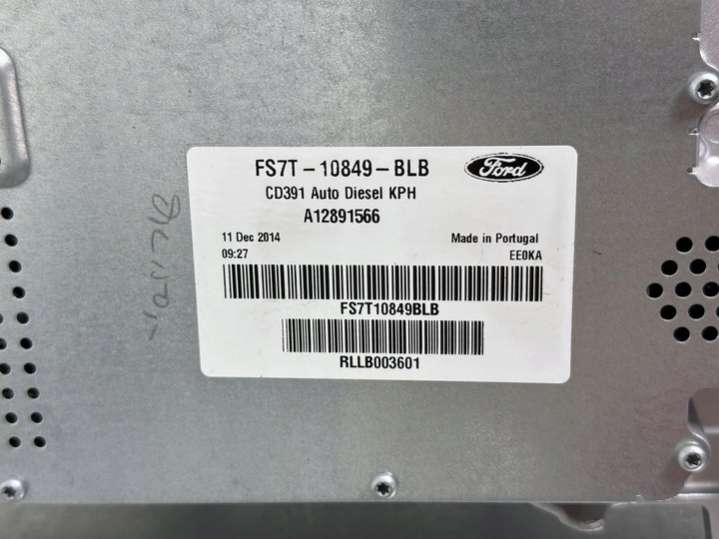 FS7T-10849-BLB
Ford
CD391 Auto Diesel KPH
A12891566
11 Dec 2014
Made in Portugal
09:27
EE0KA
FS7T10849BLB
RLLB003601